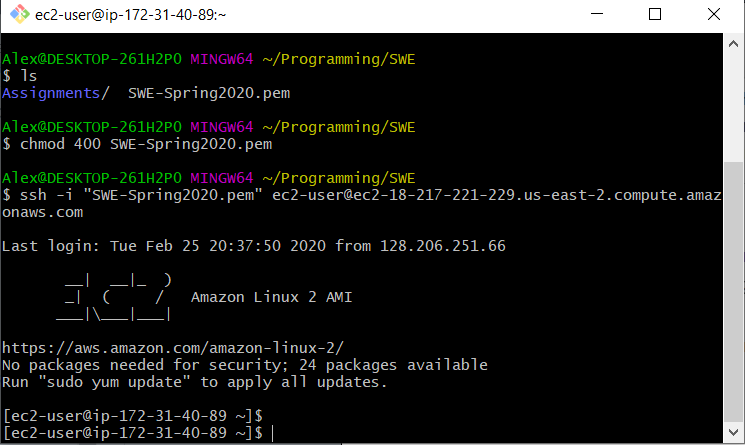 ec2-user@ip-172-31-40-89:~
Alex@DESKTOP-261H2PO MINGW64 ~/Programming/SWE
$ ls
Assignments/  SWE-Spring2020.pem
Alex@DESKTOP-261H2PO MINGW64 ~/Programming/SWE
$ chmod 400 SWE-Spring2020.pem
Alex@DESKTOP-261H2PO MINGW64 ~/Programming/SWE
$ ssh -i "SWE-Spring2020.pem" ec2-user@ec2-18-217-221-229.us-east-2.compute.amaz
onaws.com
Last login: Tue Feb 25 20:37:50 2020 from 128.206.251.66
       __|  __|_  )
       _|  (     /   Amazon Linux 2 AMI
      ___|\___|___|
https://aws.amazon.com/amazon-linux-2/
No packages needed for security; 24 packages available
Run "sudo yum update" to apply all updates.
[ec2-user@ip-172-31-40-89 ~]$
[ec2-user@ip-172-31-40-89 ~]$